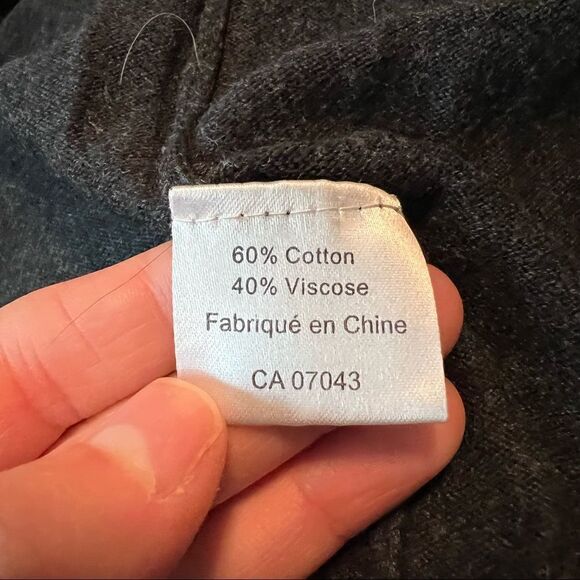 60% Cotton
40% Viscose
Fabriqué en Chine
CA 07043